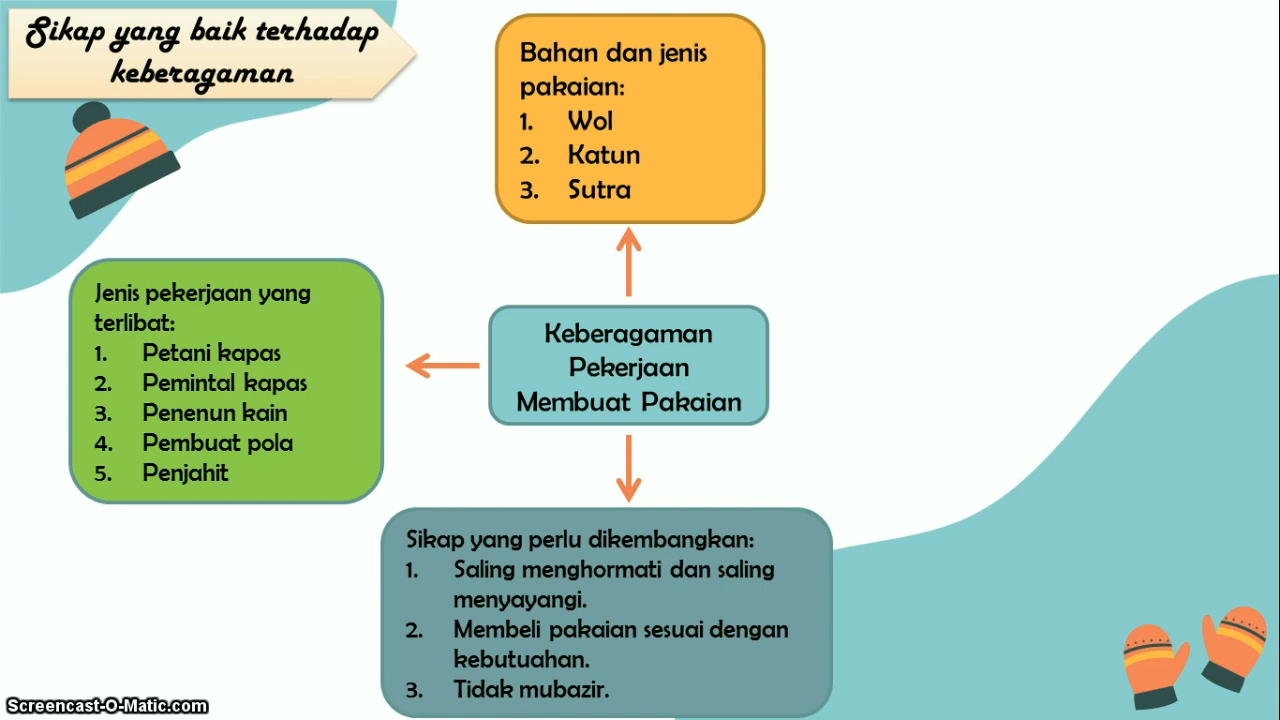 Sikap yang baik terhadap
keberagaman
Bahan dan jenis
pakaian:
1. Wol
2. Katun
3. Sutra
Jenis pekerjaan yang
terlibat:
1. Petani kapas
2. Pemintal kapas
3. Penenun kain
4. Pembuat pola
5. Penjahit
Keberagaman
Pekerjaan
Membuat Pakaian
Sikap yang perlu dikembangkan:
1. Saling menghormati dan saling
menyayangi.
2. Membeli pakaian sesuai dengan
kebutuahan.
3. Tidak mubazir.
Screencast-O-Matic.com